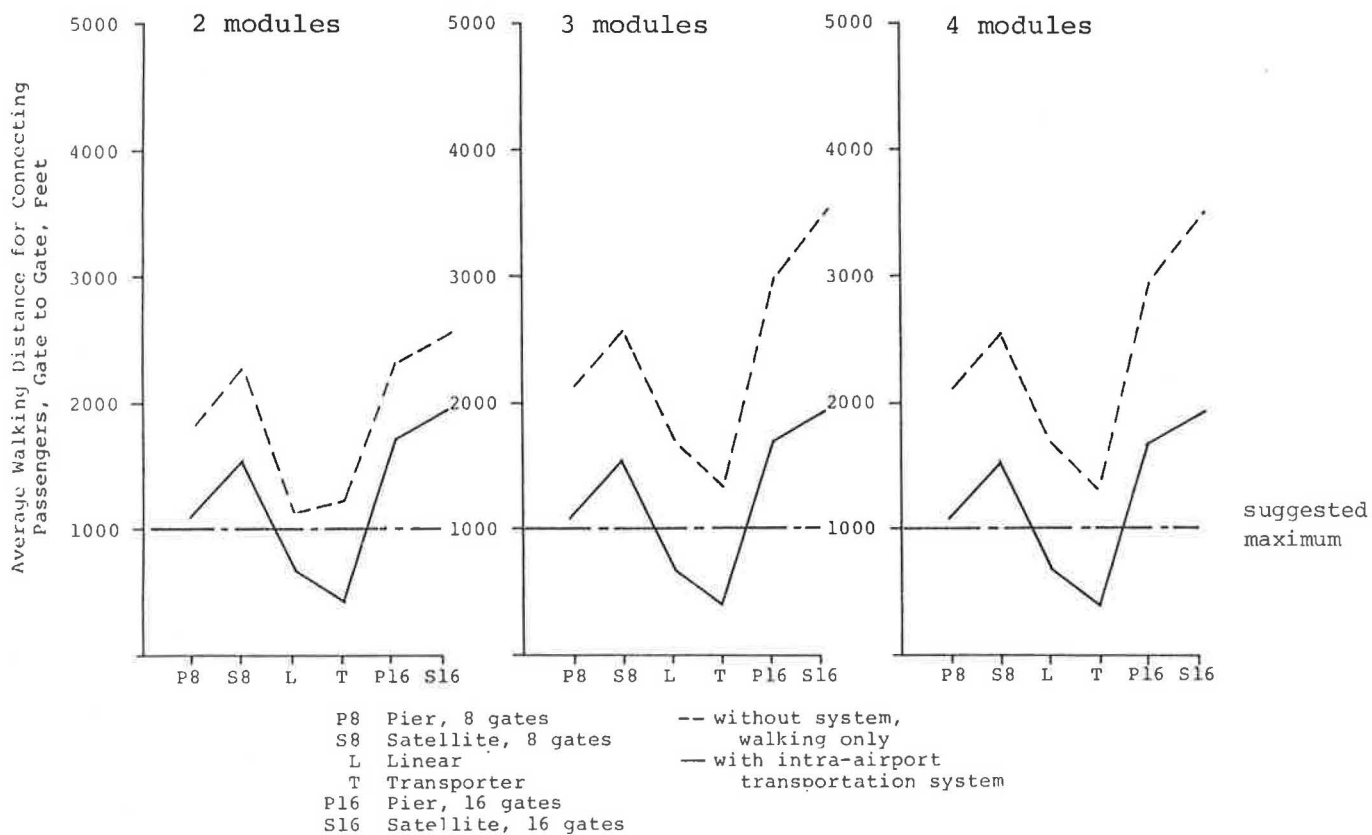 2 modules
3 modules
4 modules
Average Walking Distance for Connecting
Passengers, Gate to Gate, Feet
5000
4000
3000
2000
1000
P8 S8 L T P16 S16
5000
4000
3000
2000
1000
P8 S8 L T P16 S16
5000
4000
3000
2000
1000
P8 S8 L T P16 S16
suggested
maximum
P8 Pier, 8 gates
S8 Satellite, 8 gates
L Linear
T Transporter
P16 Pier, 16 gates
S16 Satellite, 16 gates
-- without system,
walking only
— with intra-airport
transportation system